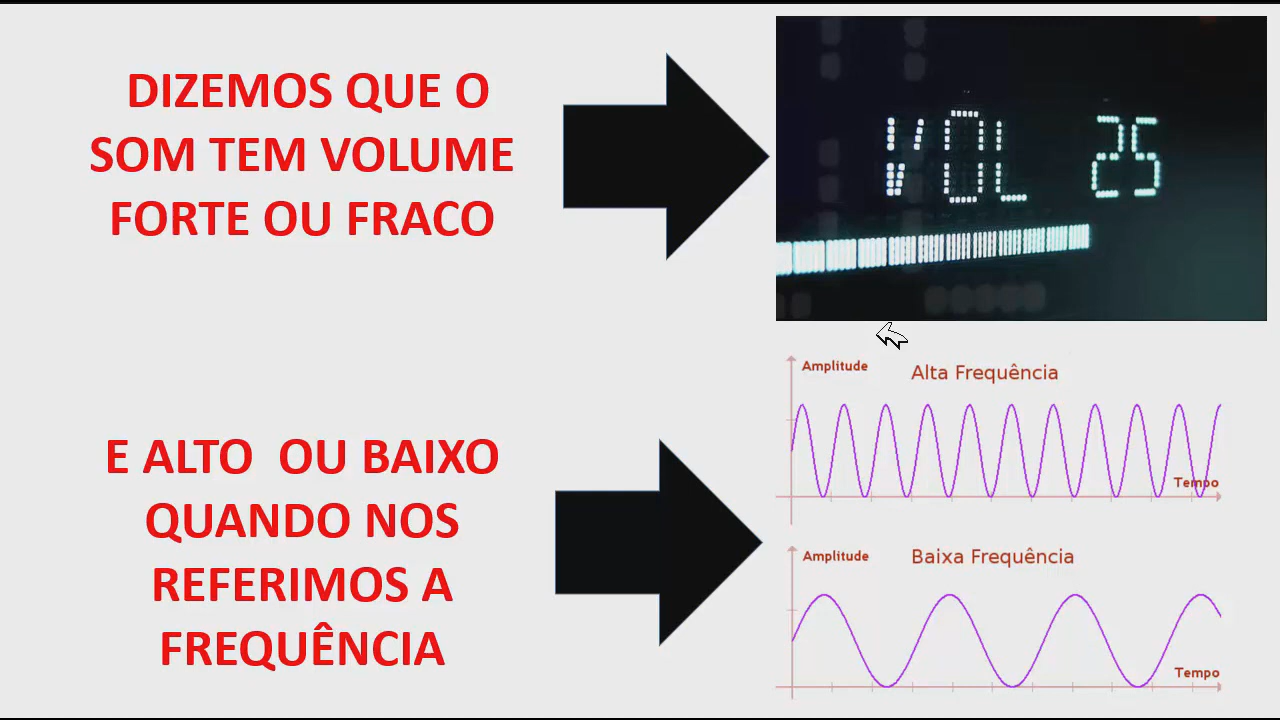 DIZEMOS QUE O
SOM TEM VOLUME
FORTE OU FRACO
VOL 25
E ALTO OU BAIXO
QUANDO NOS
REFERIMOS A
FREQUÊNCIA
Amplitude
Alta Frequência
Tempo
Amplitude
Baixa Frequência
Tempo